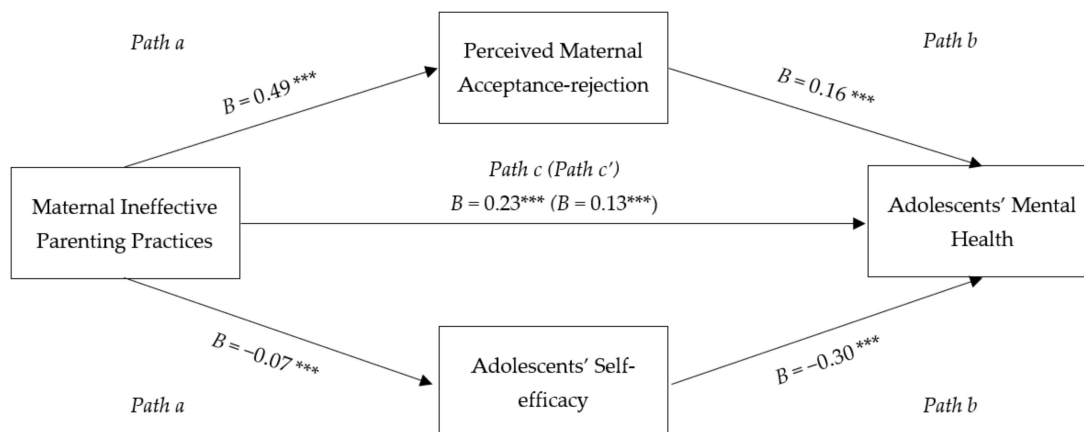 Path a
Perceived Maternal
Acceptance-rejection
Path b
B = 0.49 ***
B = 0.16 ***
Path c (Path c’)
B = 0.23*** (B = 0.13***)
Maternal Ineffective
Parenting Practices
Adolescents’ Mental
Health
B = −0.07 ***
Adolescents’ Self-
efficacy
B = −0.30 ***
Path a
Path b